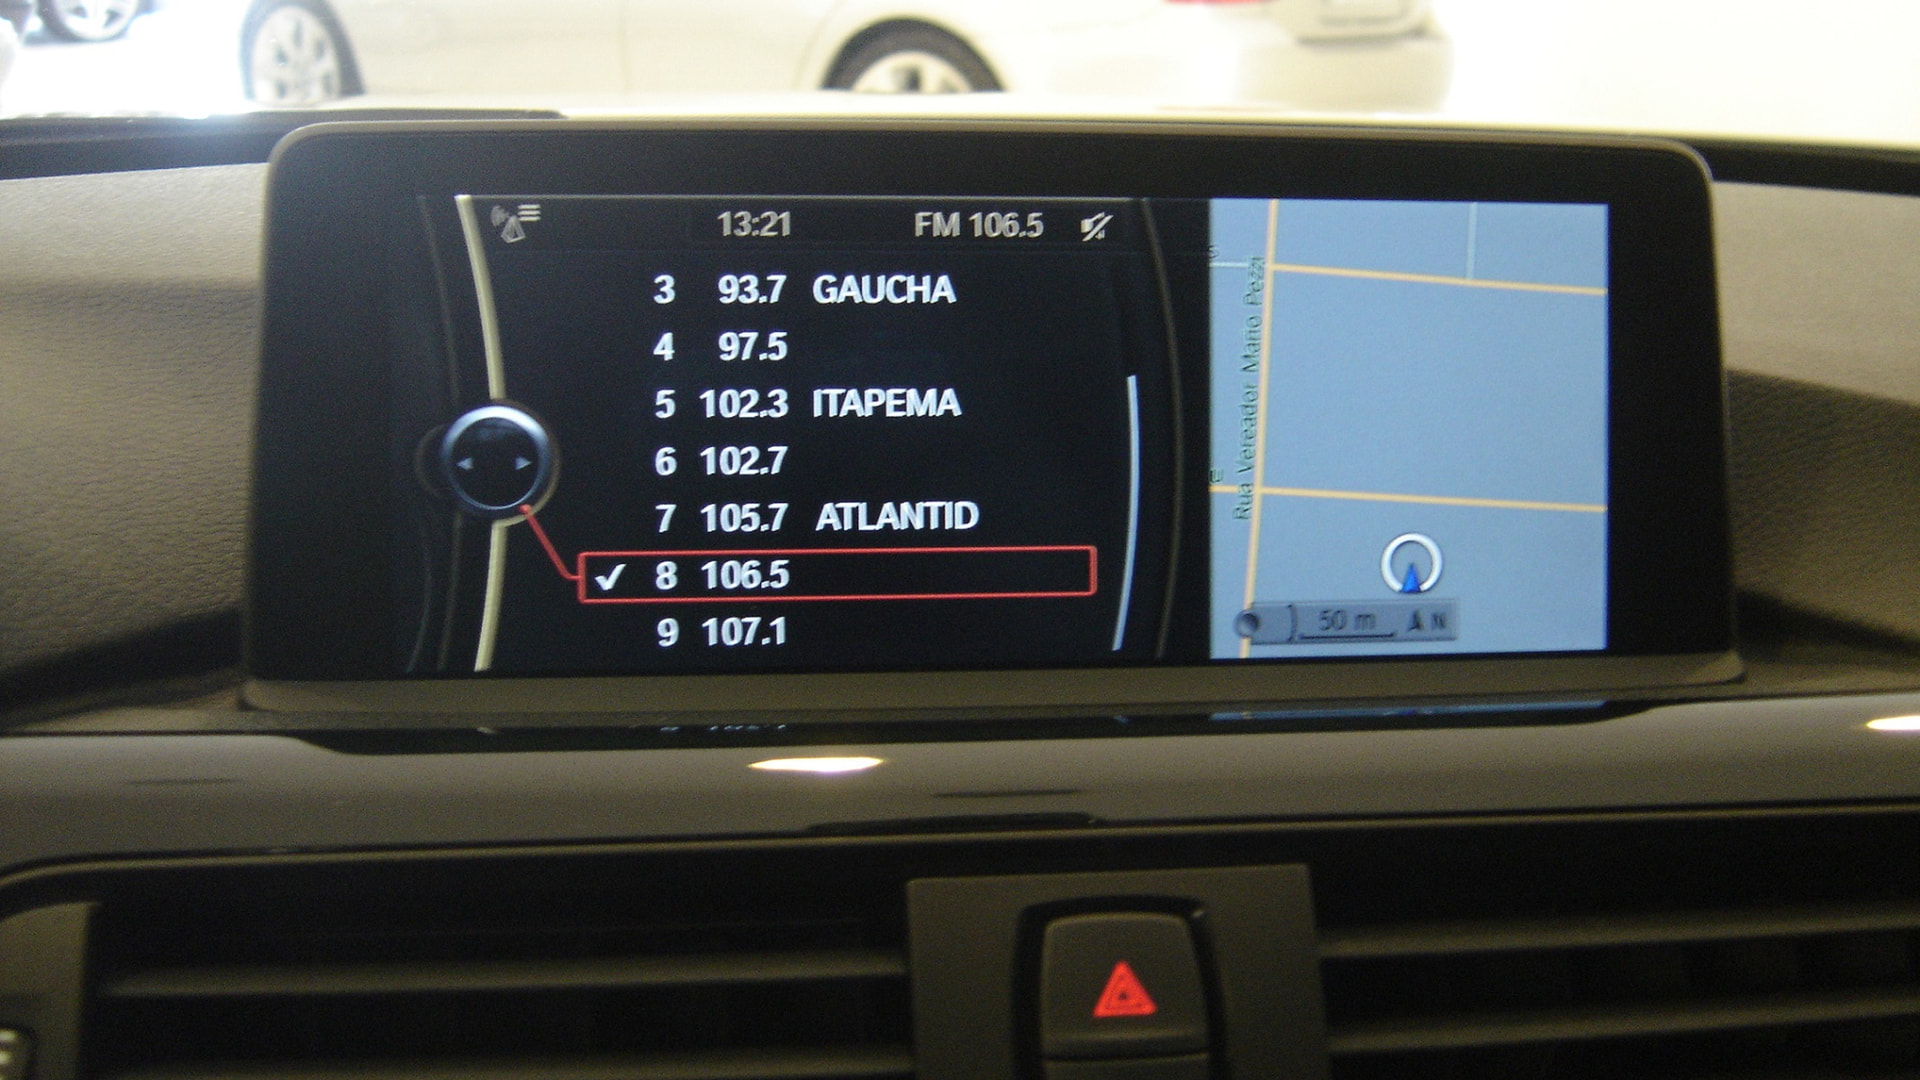 13:21 FM 106.5
3 93.7 GAUCHA
4 97.5
5 102.3 ITAPEMA
6 102.7
7 105.7 ATLANTID
8 106.5
9 107.1
Rua Vereador Mario Pezzi
50 m N